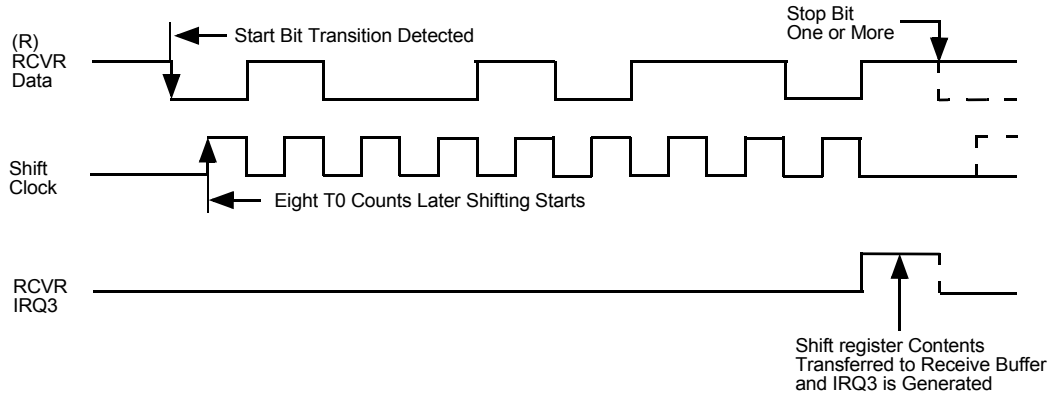 Start Bit Transition Detected
Stop Bit
One or More
(R)
RCVR
Data
Shift
Clock
Eight T0 Counts Later Shifting Starts
RCVR
IRQ3
Shift register Contents
Transferred to Receive Buffer
and IRQ3 is Generated